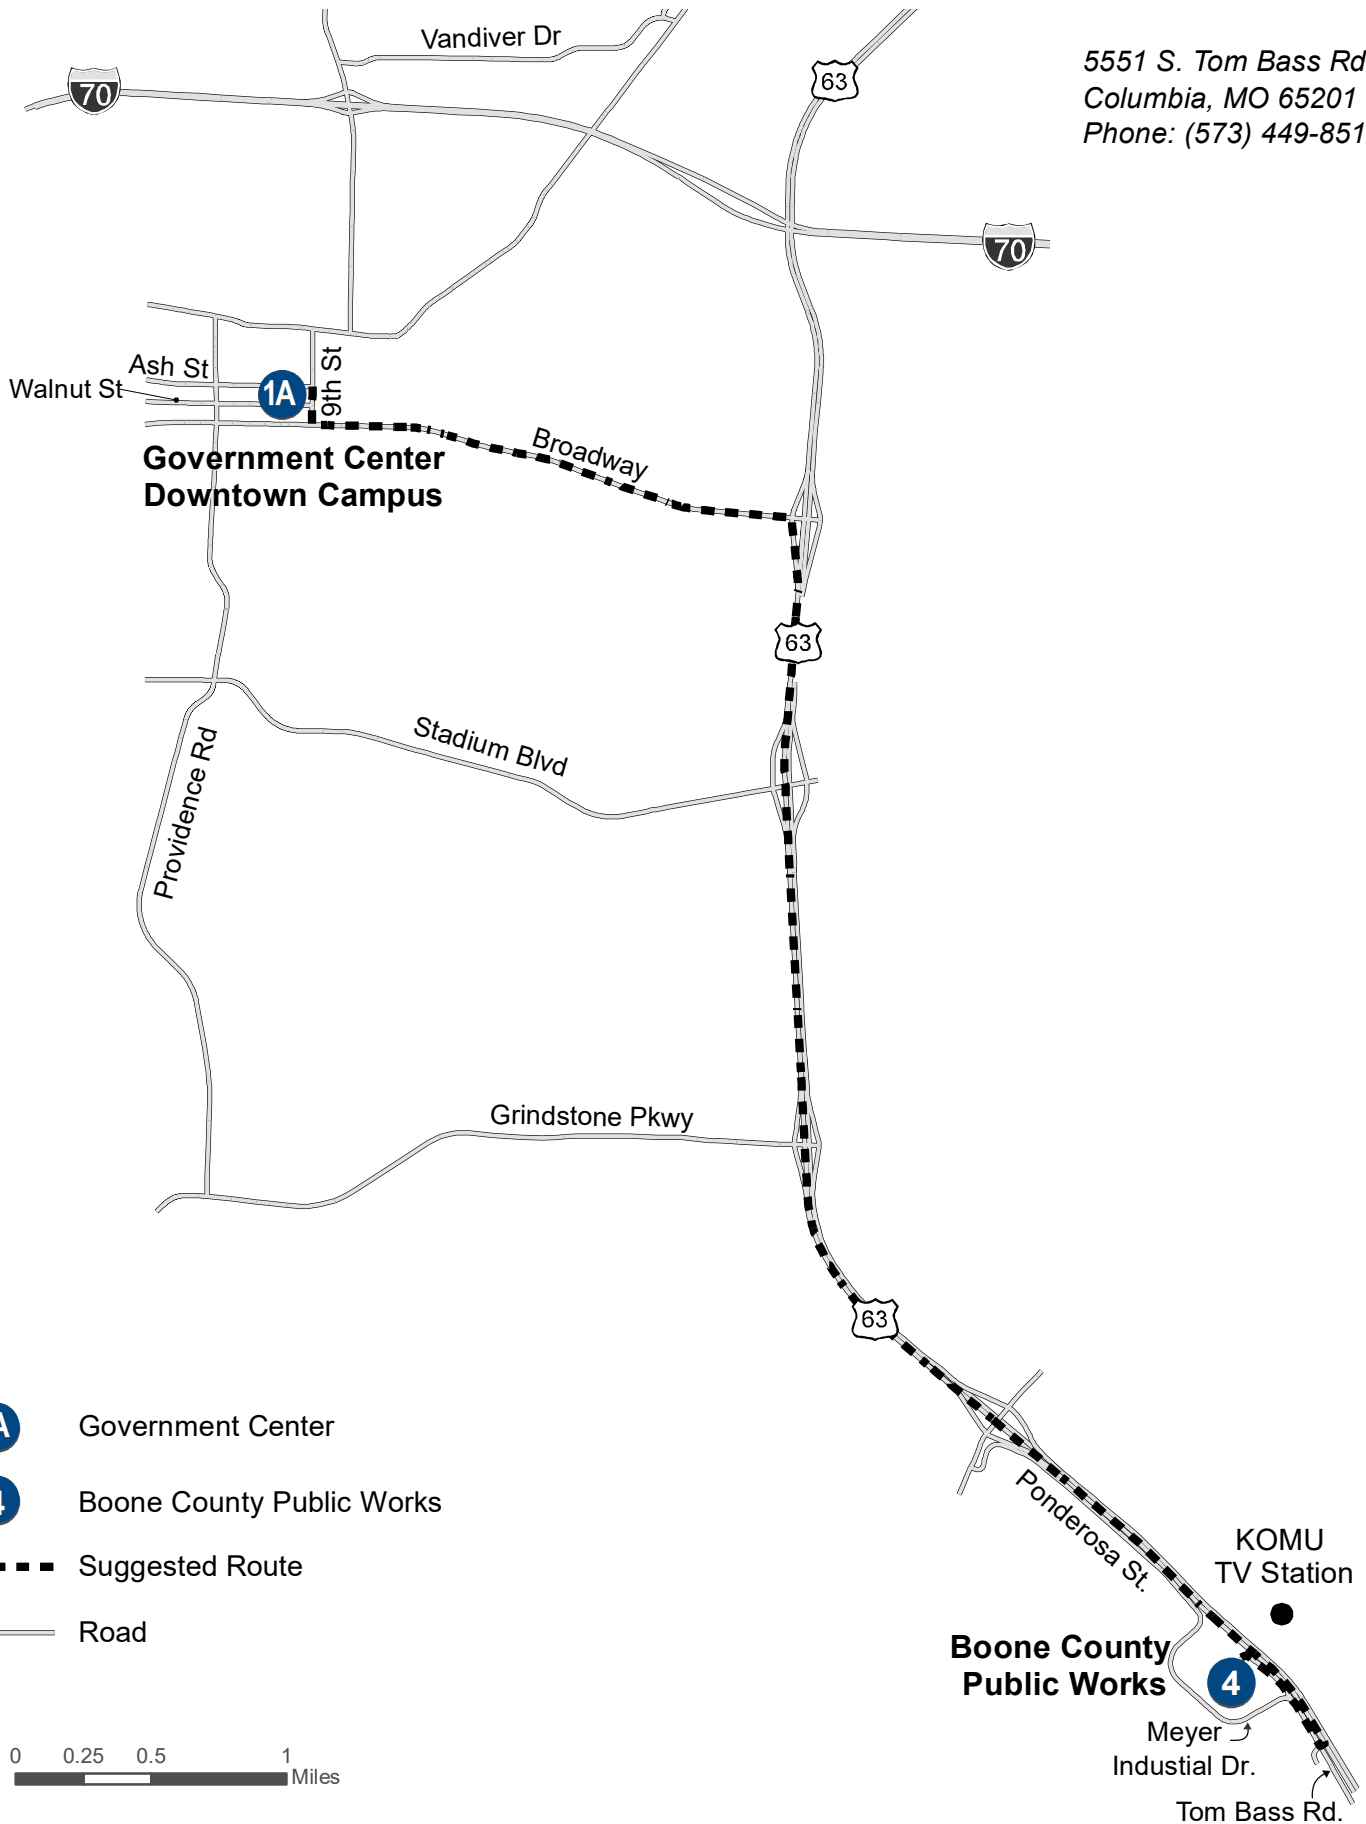 Vandiver Dr
63
5551 S. Tom Bass Rd
Columbia, MO 65201
Phone: (573) 449-851
70
70
Ash St
Walnut St
1A
9th St
Government Center
Downtown Campus
Broadway
63
Providence Rd
Stadium Blvd
Grindstone Pkwy
63
A Government Center
4 Boone County Public Works
Suggested Route
Road
Ponderosa St.
KOMU
TV Station
Boone County
Public Works
4
Meyer
Industial Dr.
Tom Bass Rd.
0 0.25 0.5 1
Miles